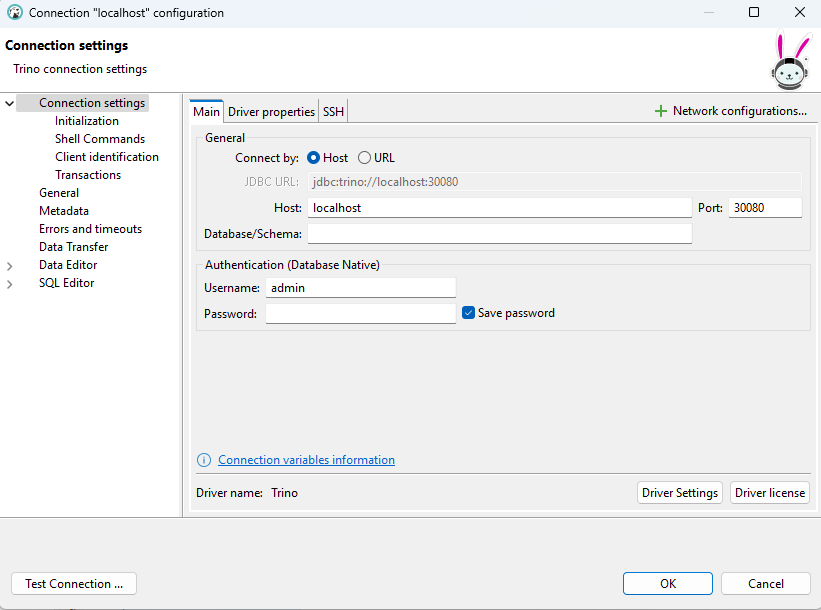 Connection "localhost" configuration
Connection settings
Trino connection settings
Connection settings
Initialization
Shell Commands
Client identification
Transactions
General
Metadata
Errors and timeouts
Data Transfer
Data Editor
SQL Editor
Main Driver properties SSH Network configurations...
General
Connect by: Host URL
JDBC URL: jdbc:trino://localhost:30080
Host: localhost Port: 30080
Database/Schema:
Authentication (Database Native)
Username: admin
Password: Save password
Connection variables information
Driver name: Trino Driver Settings Driver license
Test Connection ... OK Cancel